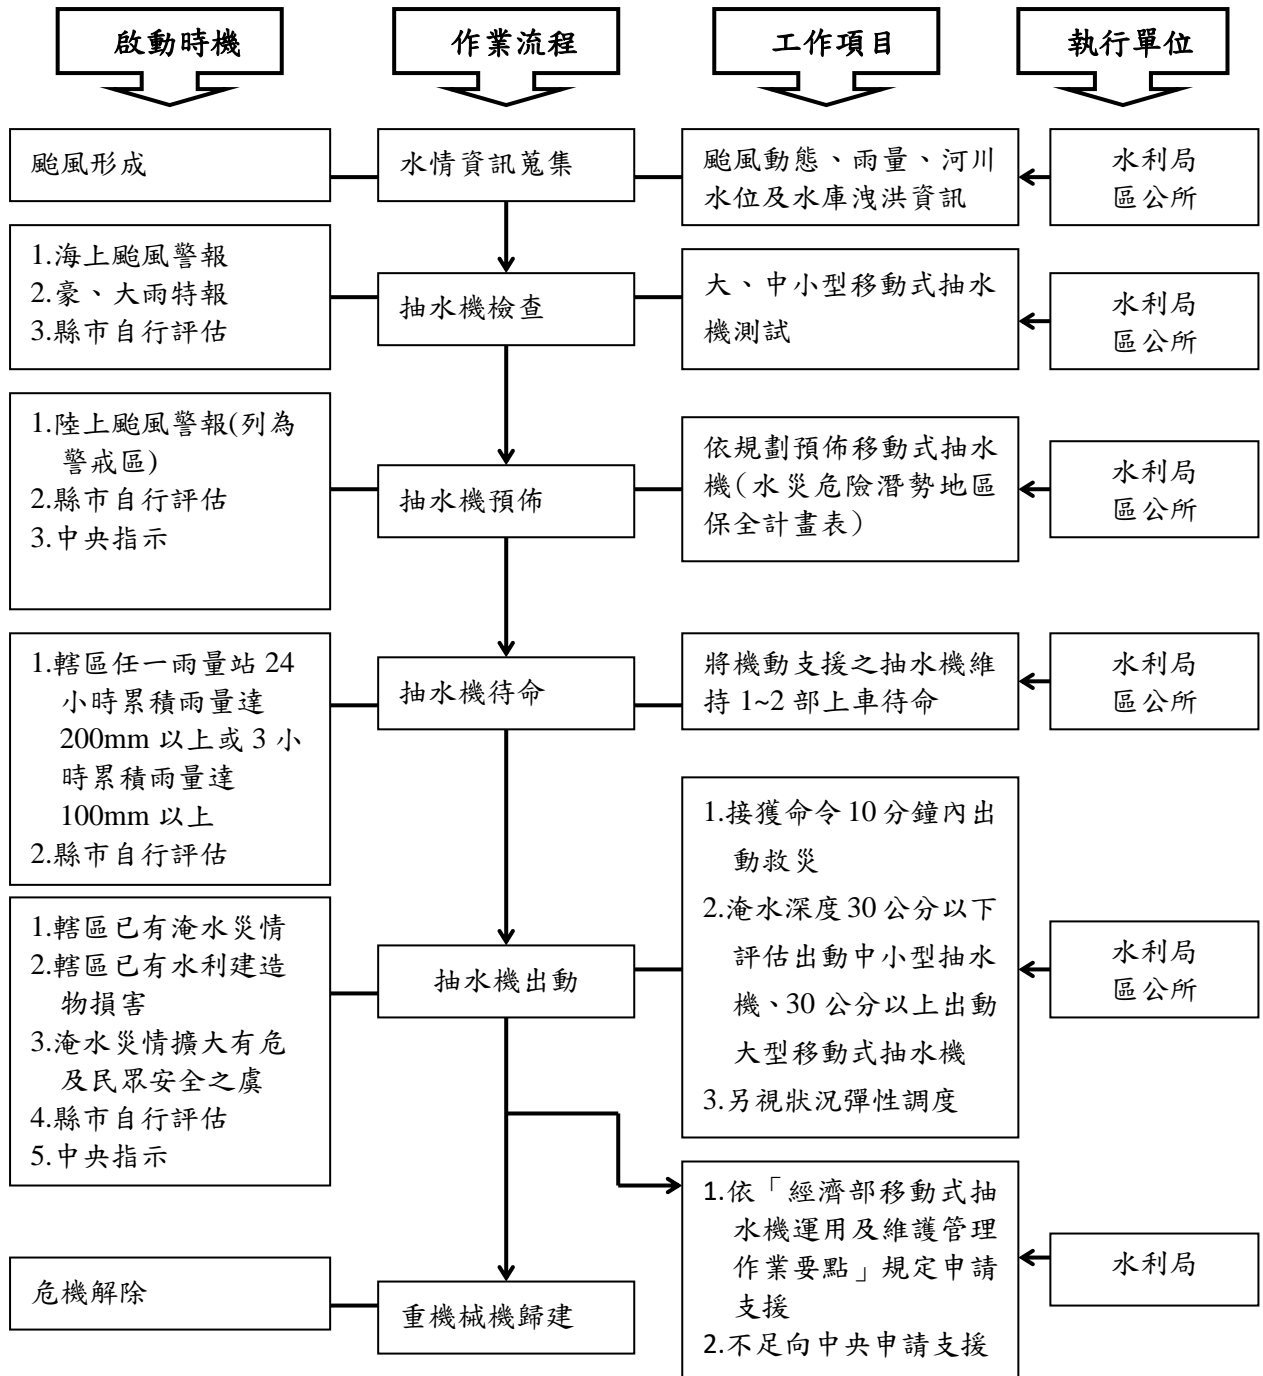 啟動時機
作業流程
工作項目
執行單位
颱風形成
水情資訊蒐集
颱風動態、雨量、河川
水位及水庫洩洪資訊
水利局
區公所
1.海上颱風警報
2.豪、大雨特報
3.縣市自行評估
抽水機檢查
大、中小型移動式抽水
機測試
水利局
區公所
1.陸上颱風警報(列為
警戒區)
2.縣市自行評估
3.中央指示
抽水機預佈
依規劃預佈移動式抽水
機(水災危險潛勢地區
保全計畫表)
水利局
區公所
1.轄區任一雨量站 24
小時累積雨量達
200mm 以上或 3 小
時累積雨量達
100mm 以上
2.縣市自行評估
抽水機待命
將機動支援之抽水機維
持 1~2 部上車待命
水利局
區公所
1.轄區已有淹水災情
2.轄區已有水利建造
物損害
3.淹水災情擴大有危
及民眾安全之虞
4.縣市自行評估
5.中央指示
抽水機出動
1.接獲命令 10 分鐘內出
動救災
2.淹水深度 30 公分以下
評估出動中小型抽水
機、30 公分以上出動
大型移動式抽水機
3.另視狀況彈性調度
水利局
區公所
1.依「經濟部移動式抽
水機運用及維護管理
作業要點」規定申請
支援
2.不足向中央申請支援
水利局
危機解除
重機械機歸建